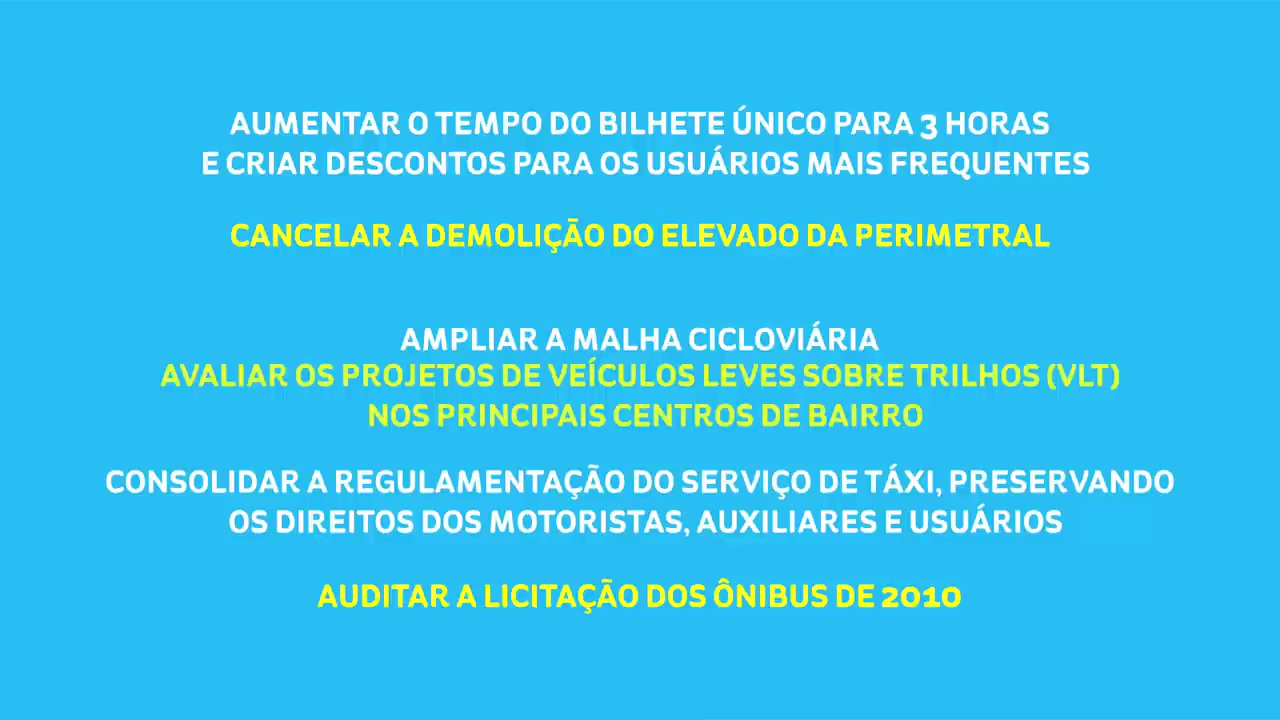 AUMENTAR O TEMPO DO BILHETE ÚNICO PARA 3 HORAS
E CRIAR DESCONTOS PARA OS USUÁRIOS MAIS FREQUENTES
CANCELAR A DEMOLIÇÃO DO ELEVADO DA PERIMETRAL
AMPLIAR A MALHA CICLOVIÁRIA
AVALIAR OS PROJETOS DE VEÍCULOS LEVES SOBRE TRILHOS (VLT)
NOS PRINCIPAIS CENTROS DE BAIRRO
CONSOLIDAR A REGULAMENTAÇÃO DO SERVIÇO DE TÁXI, PRESERVANDO
OS DIREITOS DOS MOTORISTAS, AUXILIARES E USUÁRIOS
AUDITAR A LICITAÇÃO DOS ÔNIBUS DE 2010